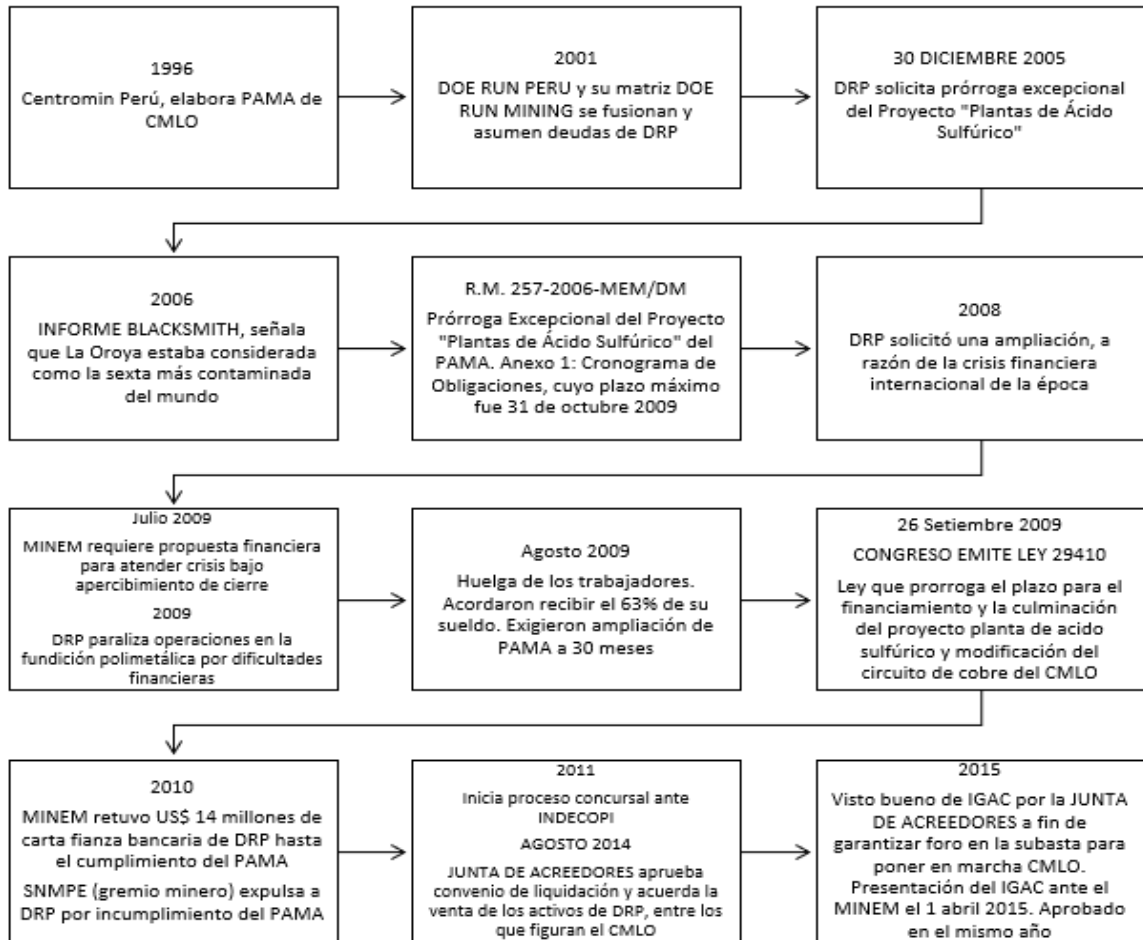 1996
Centromin Perú, elabora PAMA de
CMLO
2001
DOE RUN PERU y su matriz DOE
RUN MINING se fusionan y
asumen deudas de DRP
30 DICIEMBRE 2005
DRP solicita prórroga excepcional
del Proyecto "Plantas de Ácido
Sulfúrico"
2006
INFORME BLACKSMITH, señala
que La Oroya estaba considerada
como la sexta más contaminada
del mundo
R.M. 257-2006-MEM/DM
Prórroga Excepcional del Proyecto
"Plantas de Ácido Sulfúrico" del
PAMA. Anexo 1: Cronograma de
Obligaciones, cuyo plazo máximo
fue 31 de octubre 2009
2008
DRP solicitó una ampliación, a
razón de la crisis financiera
internacional de la época
Julio 2009
MINEM requiere propuesta financiera
para atender crisis bajo
apercibimiento de cierre
2009
DRP paraliza operaciones en la
fundición polimetálica por dificultades
financieras
Agosto 2009
Huelga de los trabajadores.
Acordaron recibir el 63% de su
sueldo. Exigieron ampliación de
PAMA a 30 meses
26 Setiembre 2009
CONGRESO EMITE LEY 29410
Ley que prorroga el plazo para el
financiamiento y la culminación
del proyecto planta de acido
sulfúrico y modificación del
circuito de cobre del CMLO
2010
MINEM retuvo US$ 14 millones de
carta fianza bancaria de DRP hasta
el cumplimiento del PAMA
SNMPE (gremio minero) expulsa a
DRP por incumplimiento del PAMA
2011
Inicia proceso concursal ante
INDECOPI
AGOSTO 2014
JUNTA DE ACREEDORES aprueba
convenio de liquidación y acuerda la
venta de los activos de DRP, entre los
que figuran el CMLO
2015
Visto bueno de IGAC por la JUNTA
DE ACREEDORES a fin de
garantizar foro en la subasta para
poner en marcha CMLO.
Presentación del IGAC ante el
MINEM el 1 abril 2015. Aprobado
en el mismo año